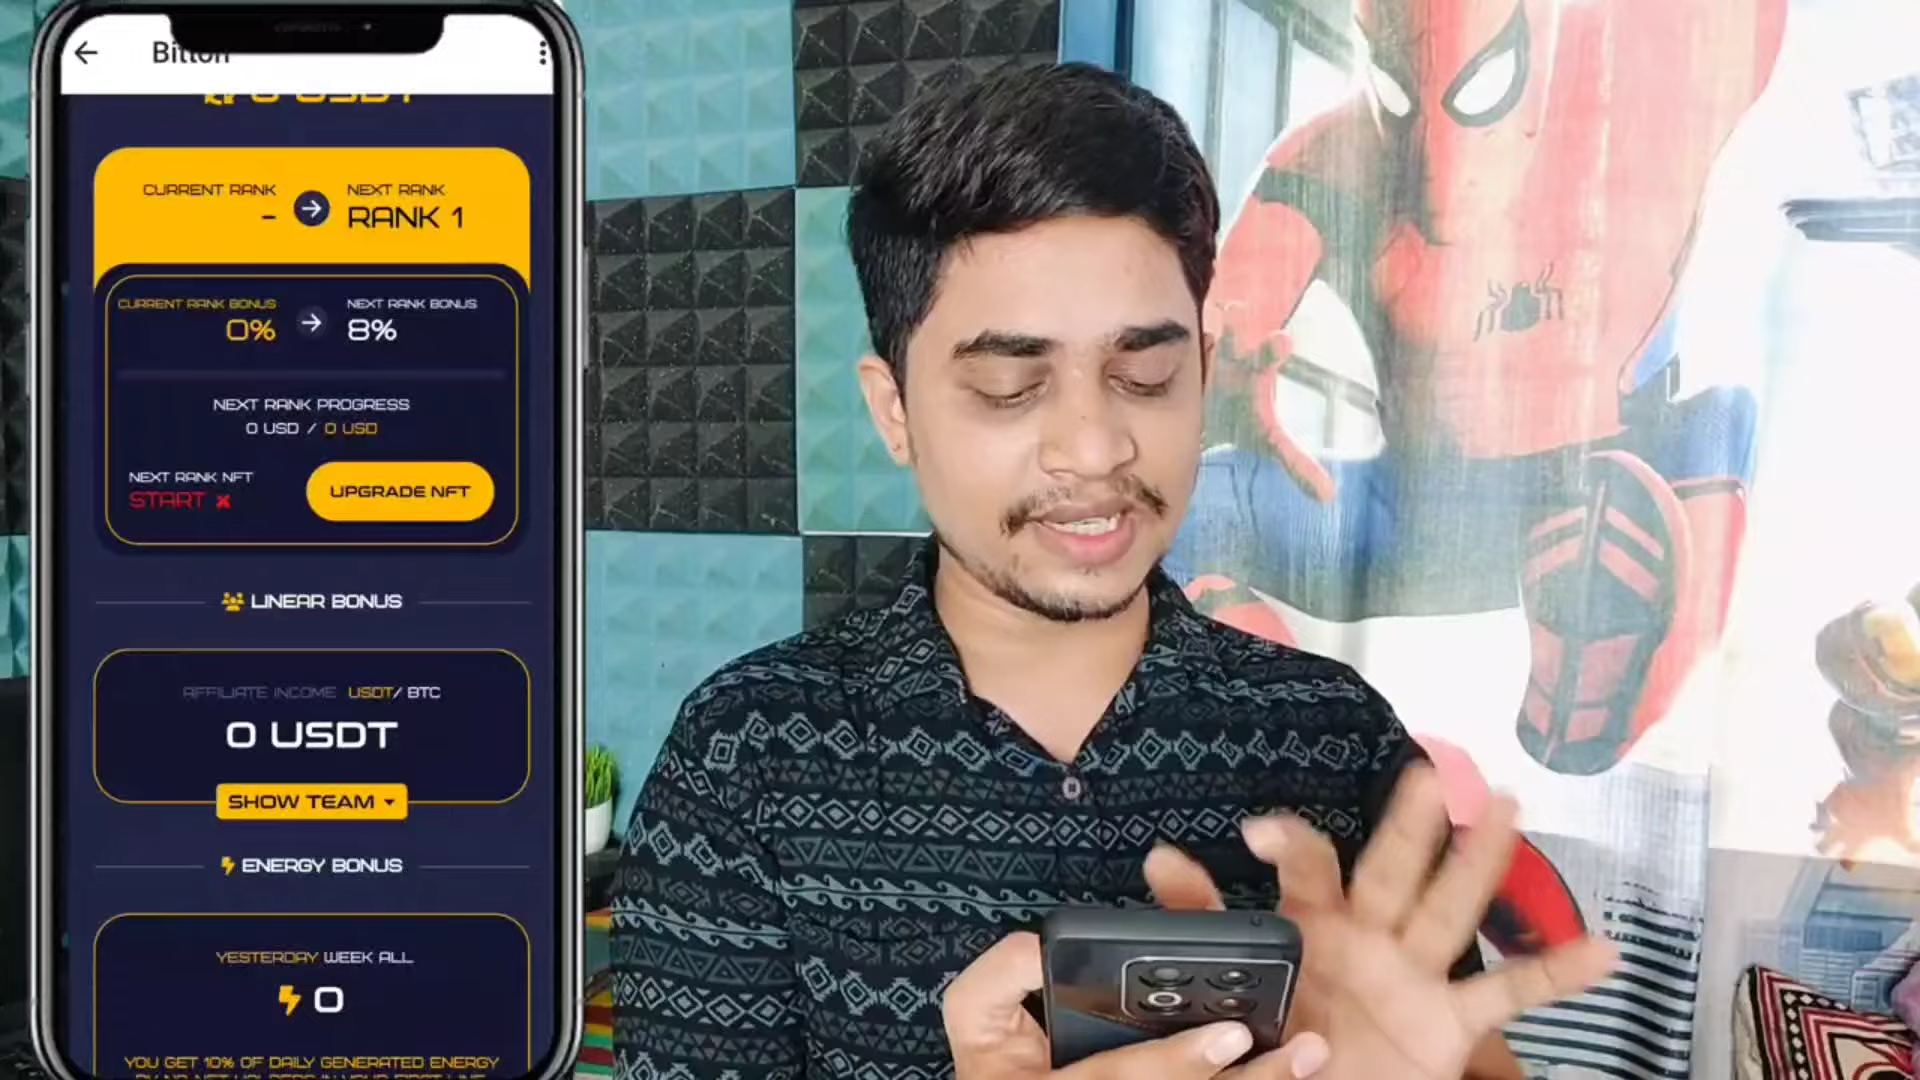 Bitton
0 USDT
CURRENT RANK
-
NEXT RANK
RANK 1
CURRENT RANK BONUS
0%
NEXT RANK BONUS
8%
NEXT RANK PROGRESS
0 USD / 0 USD
NEXT RANK NFT
START
UPGRADE NFT
LINEAR BONUS
AFFILIATE INCOME USDT/ BTC
0 USDT
SHOW TEAM
ENERGY BONUS
YESTERDAY WEEK ALL
0
YOU GET 10% OF DAILY GENERATED ENERGY